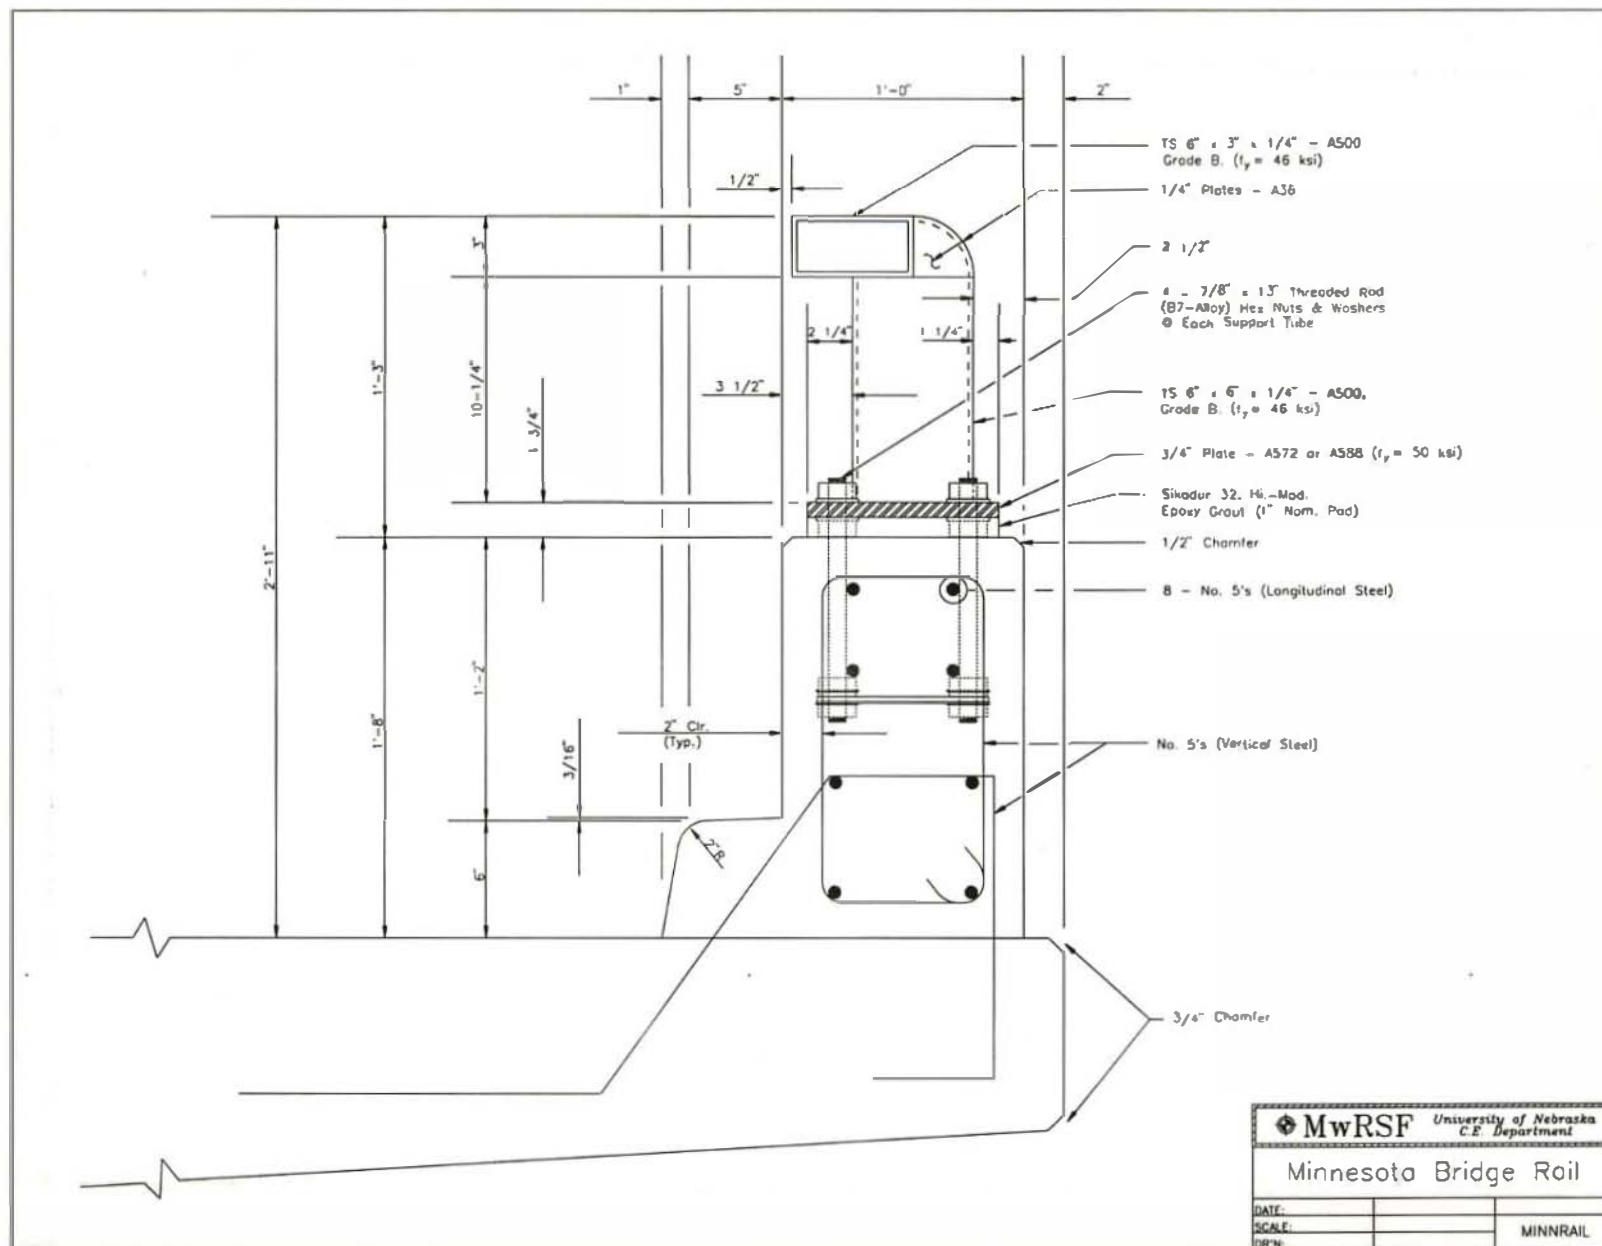 1"
5"
1'-0"
2"
TS 6" x 3" x 1/4" - A500
Grade B. (fy = 46 ksi)
1/4" Plates - A36
1/2"
2 1/2"
3"
4 - 7/8" x 13" Threaded Rod
(B7-Alloy) Hex Nuts & Washers
@ Each Support Tube
2 1/4"
1 1/4"
1'-3"
10-1/4"
3 1/2"
TS 6" x 6" x 1/4" - A500,
Grade B. (fy = 46 ksi)
1 3/4"
3/4" Plate - A572 or A588 (fy = 50 ksi)
Sikadur 32, Hi.-Mod.
Epoxy Grout (1" Nom. Pad)
1/2" Chamfer
2'-11"
8 - No. 5's (Longitudinal Steel)
1'-2"
1'-8"
2" Clr.
(Typ.)
No. 5's (Vertical Steel)
3/16"
2"R
6"
3/4" Chamfer
MwRSF
University of Nebraska
C.E. Department
Minnesota Bridge Rail
DATE:
SCALE:
MINNRAIL
DR'N: